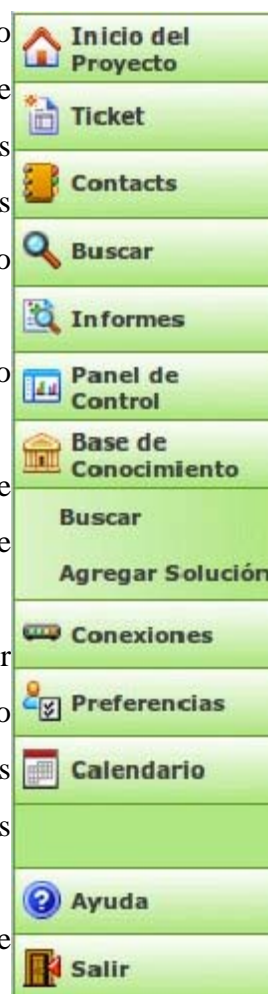 Inicio del
Proyecto
Ticket
Contacts
Buscar
Informes
Panel de
Control
Base de
Conocimiento
Buscar
Agregar Solución
Conexiones
Preferencias
Calendario
Ayuda
Salir